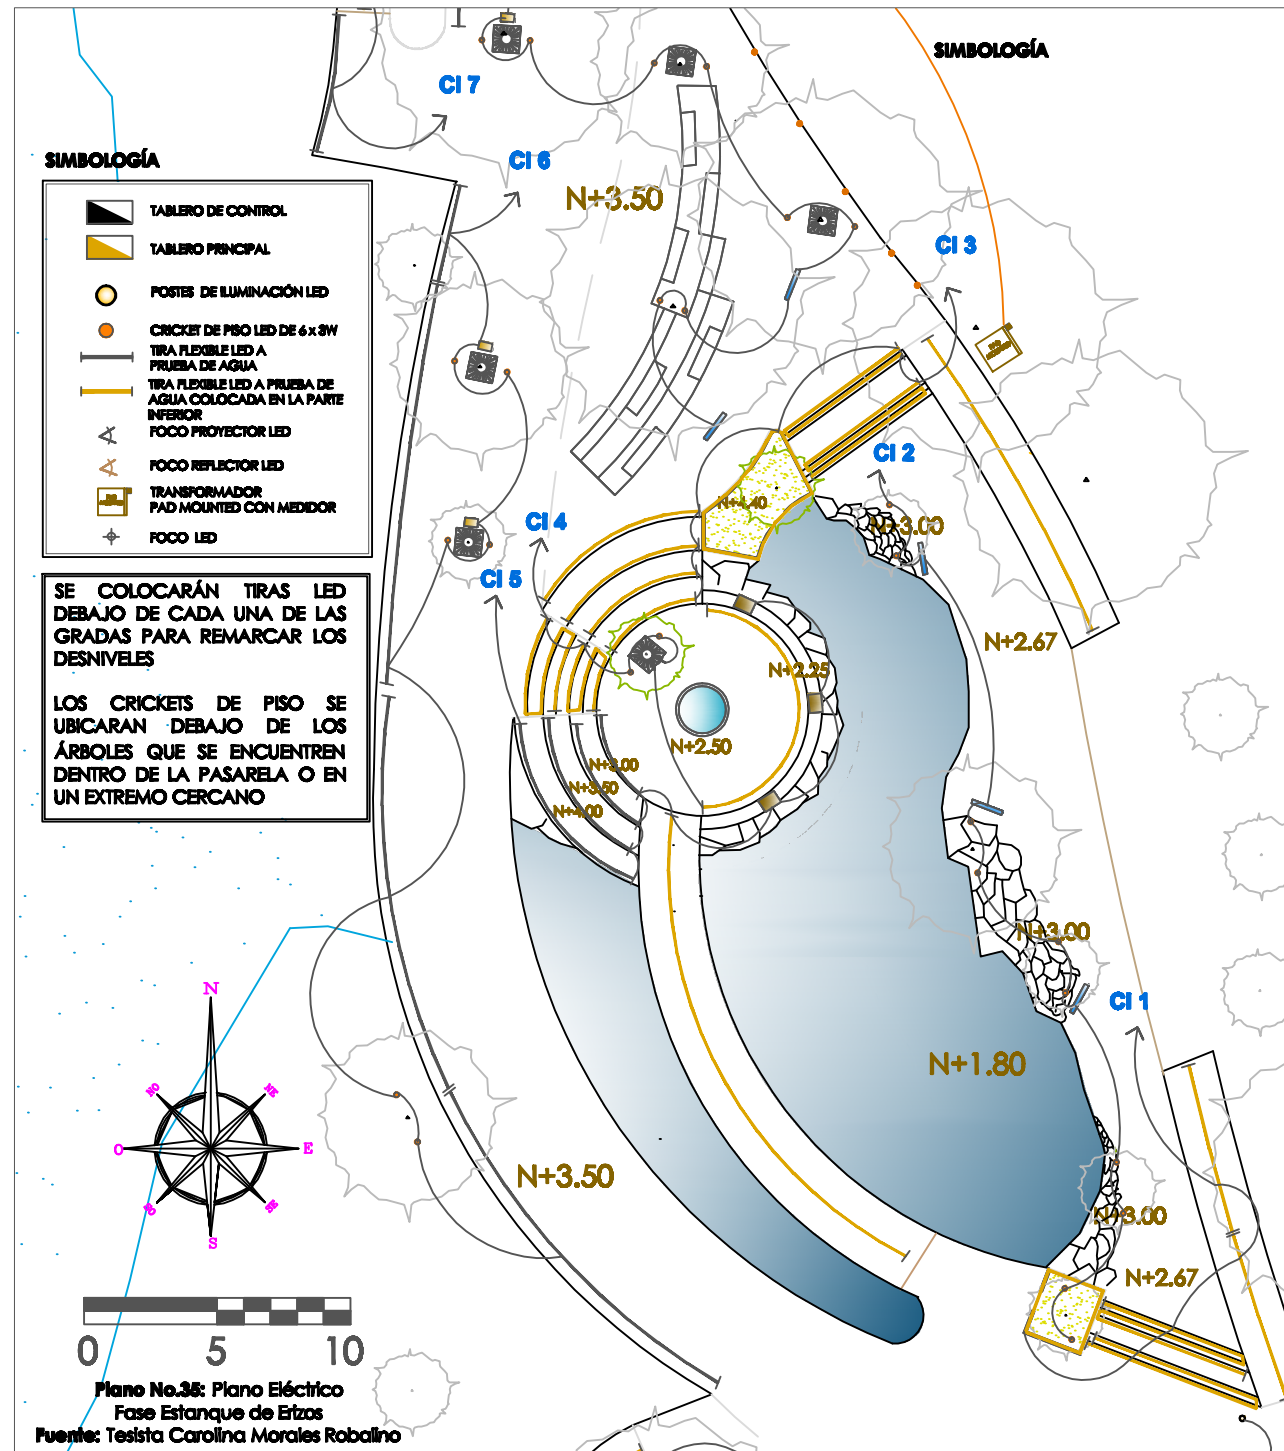 SIMBOLOGÍA
CI 7
CI 6
N+3.50
SIMBOLOGÍA
TABLERO DE CONTROL
TABLERO PRINCIPAL
POSTES DE ILUMINACIÓN LED
CRICKET DE PISO LED DE 6 x 3W
TIRA FLEXIBLE LED A
PRUEBA DE AGUA
TIRA FLEXIBLE LED A PRUEBA DE
AGUA COLOCADA EN LA PARTE
INFERIOR
FOCO PROYECTOR LED
FOCO REFLECTOR LED
TRANSFORMADOR
PAD MOUNTED CON MEDIDOR
FOCO LED
CI 3
CI 2
N+4.40
N+3.00
CI 4
CI 5
SE COLOCARÁN TIRAS LED
DEBAJO DE CADA UNA DE LAS
GRADAS PARA REMARCAR LOS
DESNIVELES
LOS CRICKETS DE PISO SE
UBICARAN DEBAJO DE LOS
ÁRBOLES QUE SE ENCUENTREN
DENTRO DE LA PASARELA O EN
UN EXTREMO CERCANO
N+2.67
N+2.25
N+2.50
N+3.00
N+3.50
N+4.00
N+3.00
CI 1
N+1.80
N+3.50
N+3.00
N+2.67
N
NO
NE
O
E
SO
SE
S
0 5 10
Plano No.35: Plano Eléctrico
Fase Estanque de Erizos
Fuente: Tesista Carolina Morales Robalino